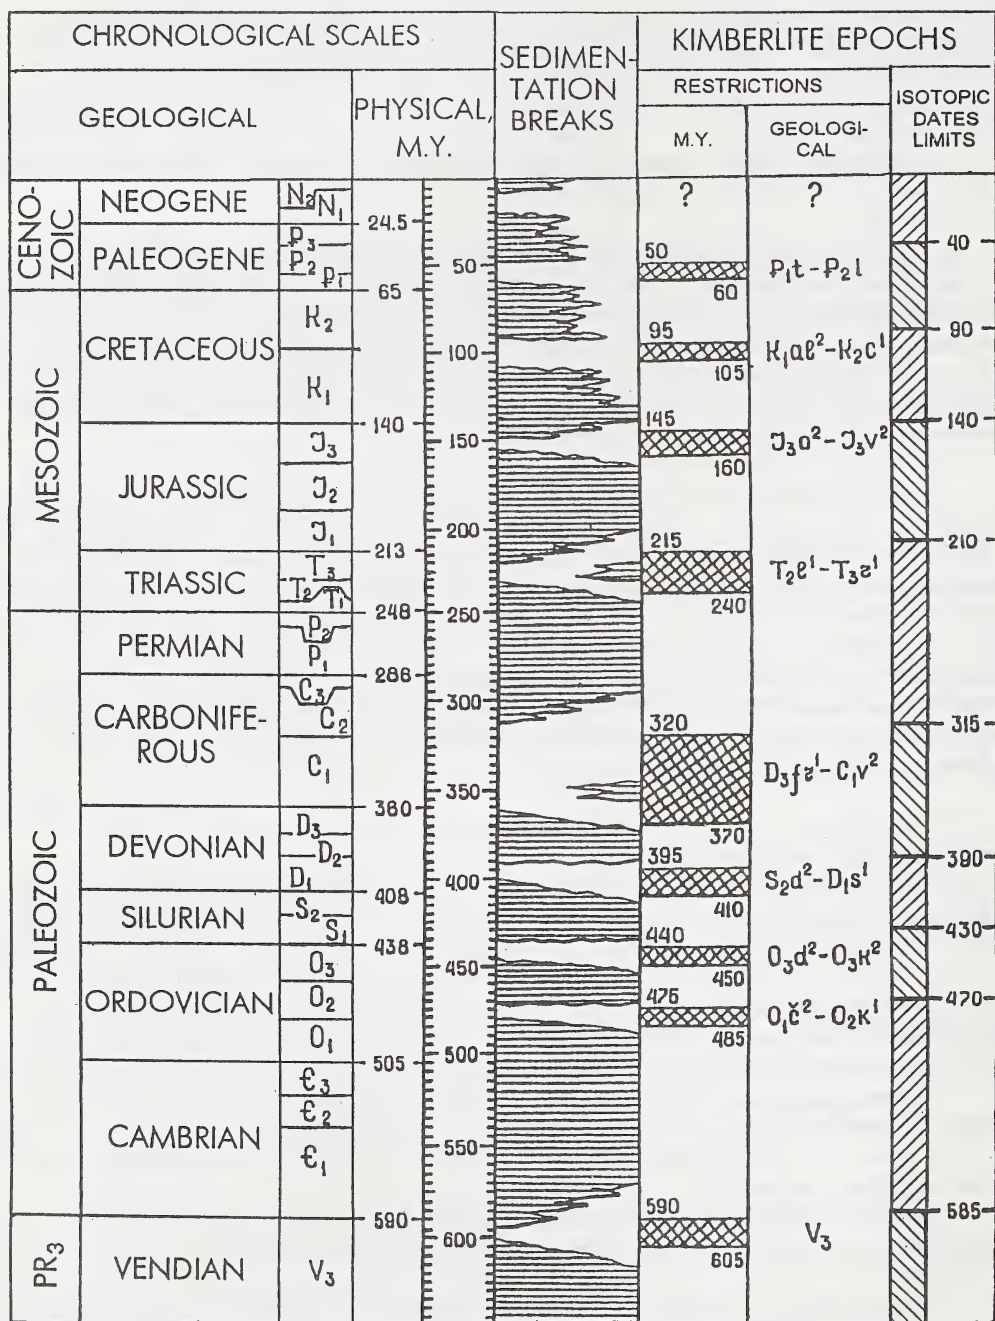 CHRONOLOGICAL SCALES
SEDIMEN-
TATION
BREAKS
KIMBERLITE EPOCHS
GEOLOGICAL
PHYSICAL,
M.Y.
RESTRICTIONS
M.Y.
GEOLOGI-
CAL
ISOTOPIC
DATES
LIMITS
CENO-
ZOIC
MESOZOIC
PALEOZOIC
PR₃
NEOGENE
PALEOGENE
CRETACEOUS
JURASSIC
TRIASSIC
PERMIAN
CARBONIFE-
ROUS
DEVONIAN
SILURIAN
ORDOVICIAN
CAMBRIAN
VENDIAN
N₂
N₁
P₃
P₂
P₁
K₂
K₁
J₃
J₂
J₁
T₃
T₂
T₁
P₂
P₁
C₃
C₂
C₁
D₃
D₂
D₁
S₂
S₁
O₃
O₂
O₁
Є₃
Є₂
Є₁
V₃
24.5
65
140
213
248
286
360
408
438
505
590
50
100
150
200
250
300
350
400
450
500
550
600
?
50
60
95
105
145
160
215
240
320
370
395
410
440
450
475
485
590
605
?
P₁t – P₂l
K₁al² – K₂c¹
J₃o² – J₃v²
T₂l¹ – T₃z¹
D₃fz¹ – C₁v²
S₂d² – D₁s¹
O₃d² – O₃k²
O₁č² – O₂k¹
V₃
40
90
140
210
315
390
430
470
585